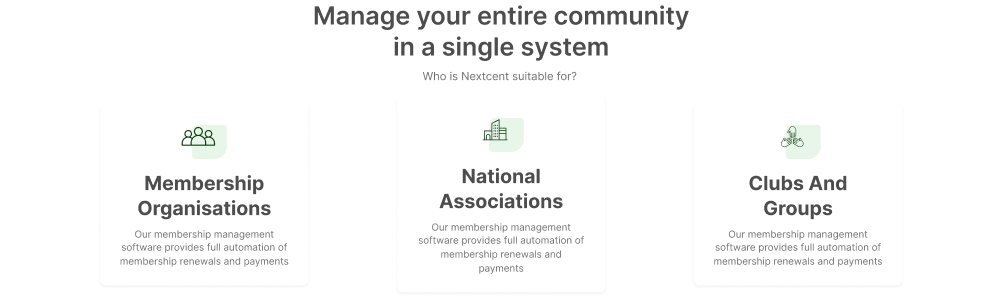 Manage your entire community
in a single system
Who is Nextcent suitable for?
Membership
Organisations
Our membership management
software provides full automation of
membership renewals and payments
National
Associations
Our membership management
software provides full automation of
membership renewals and
payments
Clubs And
Groups
Our membership management
software provides full automation of
membership renewals and payments